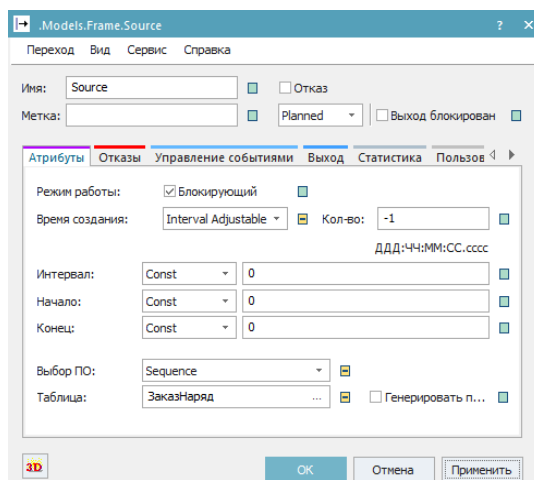 .Models.Frame.Source ? ×
Переход Вид Сервис Справка
Имя: Source Отказ
Метка: Planned Выход блокирован
Атрибуты Отказы Управление событиями Выход Статистика Пользов
Режим работы: Блокирующий
Время создания: Interval Adjustable Кол-во: -1
ДДД:ЧЧ:ММ:СС.сссс
Интервал: Const 0
Начало: Const 0
Конец: Const 0
Выбор ПО: Sequence
Таблица: ЗаказНаряд ... Генерировать п...
3D OK Отмена Применить